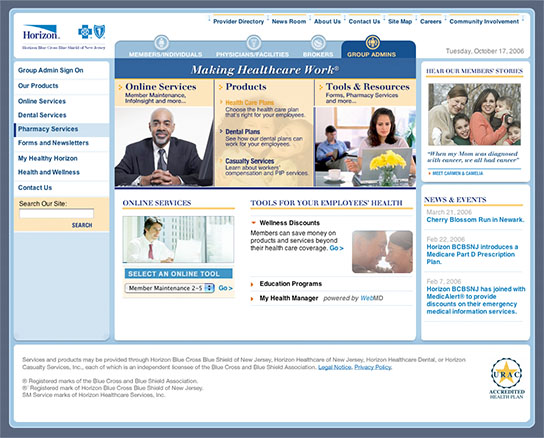 Provider Directory
News Room
About Us
Contact Us
Site Map
Careers
Community Involvement
Horizon
Horizon Blue Cross Blue Shield of New Jersey
MEMBERS/INDIVIDUALS
PHYSICIANS/FACILITIES
BROKERS
GROUP ADMINS
Tuesday, October 17, 2006
Group Admin Sign On
Our Products
Online Services
Dental Services
Pharmacy Services
Forms and Newsletters
My Healthy Horizon
Health and Wellness
Contact Us
Search Our Site:
SEARCH
Making Healthcare Work®
Online Services
Member Maintenance,
InfoInsight and more...
Products
Health Care Plans
Choose the health care plan
that's right for your employees.
Dental Plans
See how our dental plans can
work for your employees.
Casualty Services
Learn about workers'
compensation and PIP services.
Tools & Resources
Forms, Pharmacy Services
and more...
HEAR OUR MEMBERS' STORIES
"When my Mom was diagnosed
with cancer, we all had cancer"
MEET CARMEN & CAMELIA
ONLINE SERVICES
SELECT AN ONLINE TOOL
Member Maintenance 2-5
Go >
TOOLS FOR YOUR EMPLOYEES' HEALTH
Wellness Discounts
Members can save money on
products and services beyond
their health care coverage. Go >
Education Programs
My Health Manager powered by WebMD
NEWS & EVENTS
March 21, 2006
Cherry Blossom Run in Newark.
Feb 22, 2006
Horizon BCBSNJ introduces a
Medicare Part D Prescription
Plan.
Feb 7, 2006
Horizon BCBSNJ has joined with
MedicAlert® to provide
discounts on their emergency
medical information services.
Services and products may be provided through Horizon Blue Cross Blue Shield of New Jersey, Horizon Healthcare of New Jersey, Horizon Healthcare Dental, or Horizon
Casualty Services, Inc., each of which is an independent licensee of the Blue Cross and Blue Shield Association. Legal Notice, Privacy Policy.
® Registered marks of the Blue Cross and Blue Shield Association.
®' Registered mark of Horizon Blue Cross Blue Shield of New Jersey.
SM Service marks of Horizon Healthcare Services, Inc.
URAC
ACCREDITED
HEALTH PLAN